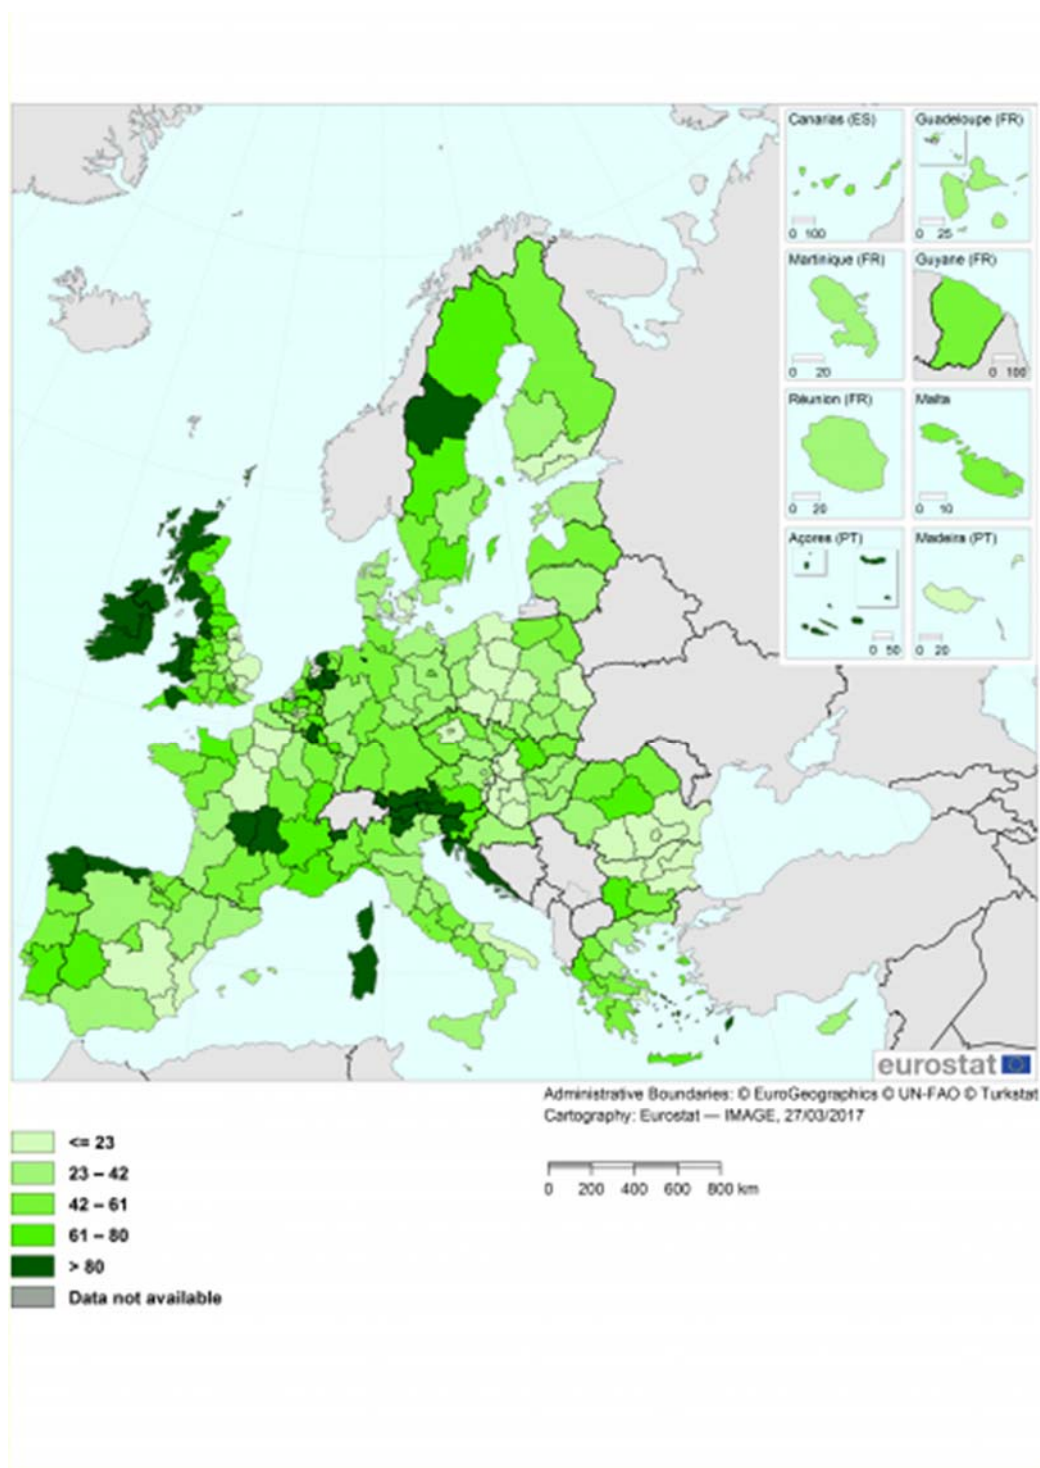 Canarias (ES)
0 100
Guadeloupe (FR)
0 25
Martinique (FR)
0 20
Guyane (FR)
0 100
Réunion (FR)
0 20
Malta
0 10
Açores (PT)
0 50
Madeira (PT)
0 20
eurostat
Administrative Boundaries: © EuroGeographics © UN-FAO © Turkstat
Cartography: Eurostat — IMAGE, 27/03/2017
<= 23
23 – 42
42 – 61
61 – 80
> 80
Data not available
0 200 400 600 800 km